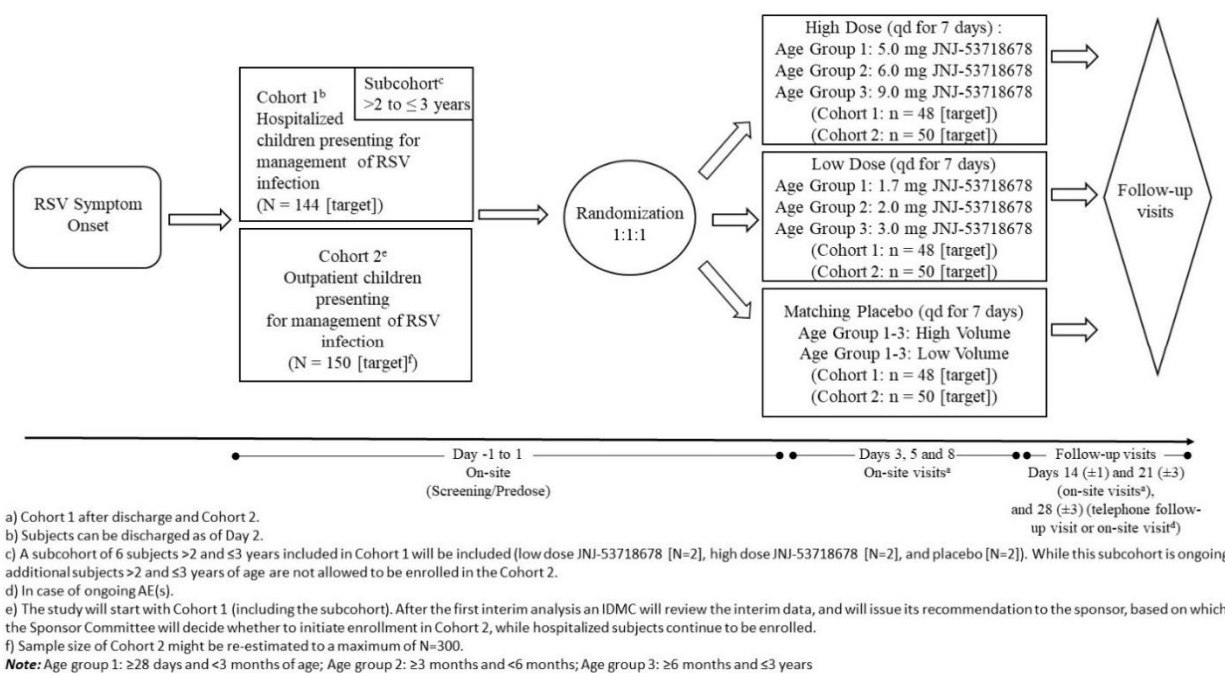 RSV Symptom
Onset
Cohort 1b
Hospitalized
children presenting for
management of RSV
infection
(N = 144 [target])
Subcohortc
>2 to ≤ 3 years
Cohort 2e
Outpatient children
presenting
for management of RSV
infection
(N = 150 [target]f)
Randomization
1:1:1
High Dose (qd for 7 days) :
Age Group 1: 5.0 mg JNJ-53718678
Age Group 2: 6.0 mg JNJ-53718678
Age Group 3: 9.0 mg JNJ-53718678
(Cohort 1: n = 48 [target])
(Cohort 2: n = 50 [target])
Low Dose (qd for 7 days)
Age Group 1: 1.7 mg JNJ-53718678
Age Group 2: 2.0 mg JNJ-53718678
Age Group 3: 3.0 mg JNJ-53718678
(Cohort 1: n = 48 [target])
(Cohort 2: n = 50 [target])
Matching Placebo (qd for 7 days)
Age Group 1-3: High Volume
Age Group 1-3: Low Volume
(Cohort 1: n = 48 [target])
(Cohort 2: n = 50 [target])
Follow-up
visits
Day -1 to 1
On-site
(Screening/Predose)
Days 3, 5 and 8
On-site visitsa
Follow-up visits
Days 14 (±1) and 21 (±3)
(on-site visitsa),
and 28 (±3) (telephone follow-
up visit or on-site visitd)
a) Cohort 1 after discharge and Cohort 2.
b) Subjects can be discharged as of Day 2.
c) A subcohort of 6 subjects >2 and ≤3 years included in Cohort 1 will be included (low dose JNJ-53718678 [N=2], high dose JNJ-53718678 [N=2], and placebo [N=2]). While this subcohort is ongoing
additional subjects >2 and ≤3 years of age are not allowed to be enrolled in the Cohort 2.
d) In case of ongoing AE(s).
e) The study will start with Cohort 1 (including the subcohort). After the first interim analysis an IDMC will review the interim data, and will issue its recommendation to the sponsor, based on which
the Sponsor Committee will decide whether to initiate enrollment in Cohort 2, while hospitalized subjects continue to be enrolled.
f) Sample size of Cohort 2 might be re-estimated to a maximum of N=300.
Note: Age group 1: ≥28 days and <3 months of age; Age group 2: ≥3 months and <6 months; Age group 3: ≥6 months and ≤3 years